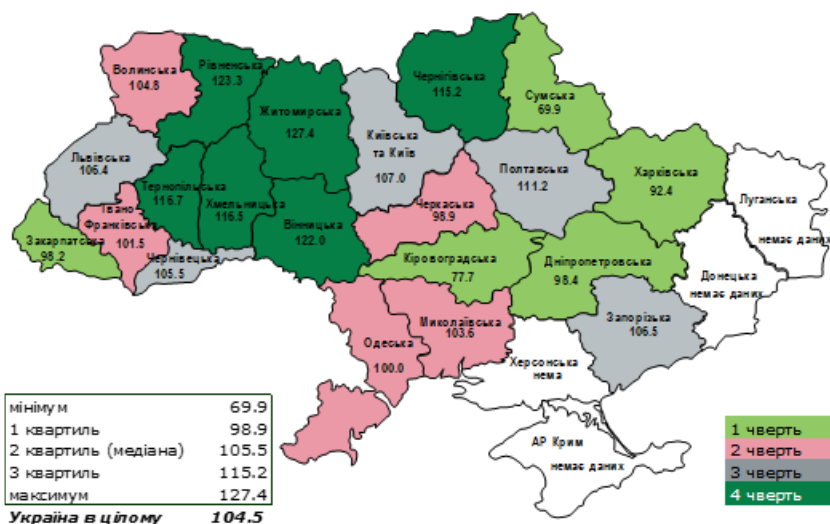 Волинська
104.8
Рівненська
123.3
Житомирська
127.4
Київська
та Київ
107.0
Чернігівська
115.2
Сумська
69.9
Львівська
106.4
Тернопільська
116.7
Хмельницька
116.5
Вінницька
122.0
Черкаська
98.9
Полтавська
111.2
Харківська
92.4
Луганська
немає даних
Закарпатська
98.2
Івано
Франківська
101.5
Чернівецька
105.5
Кіровоградська
77.7
Дніпропетровська
98.4
Донецька
немає даних
Одеська
100.0
Миколаївська
103.6
Запорізька
106.5
Херсонська
нема
АР Крим
немає даних
мінімум 69.9
1 квартиль 98.9
2 квартиль (медіана) 105.5
3 квартиль 115.2
максимум 127.4
Україна в цілому 104.5
1 чверть
2 чверть
3 чверть
4 чверть